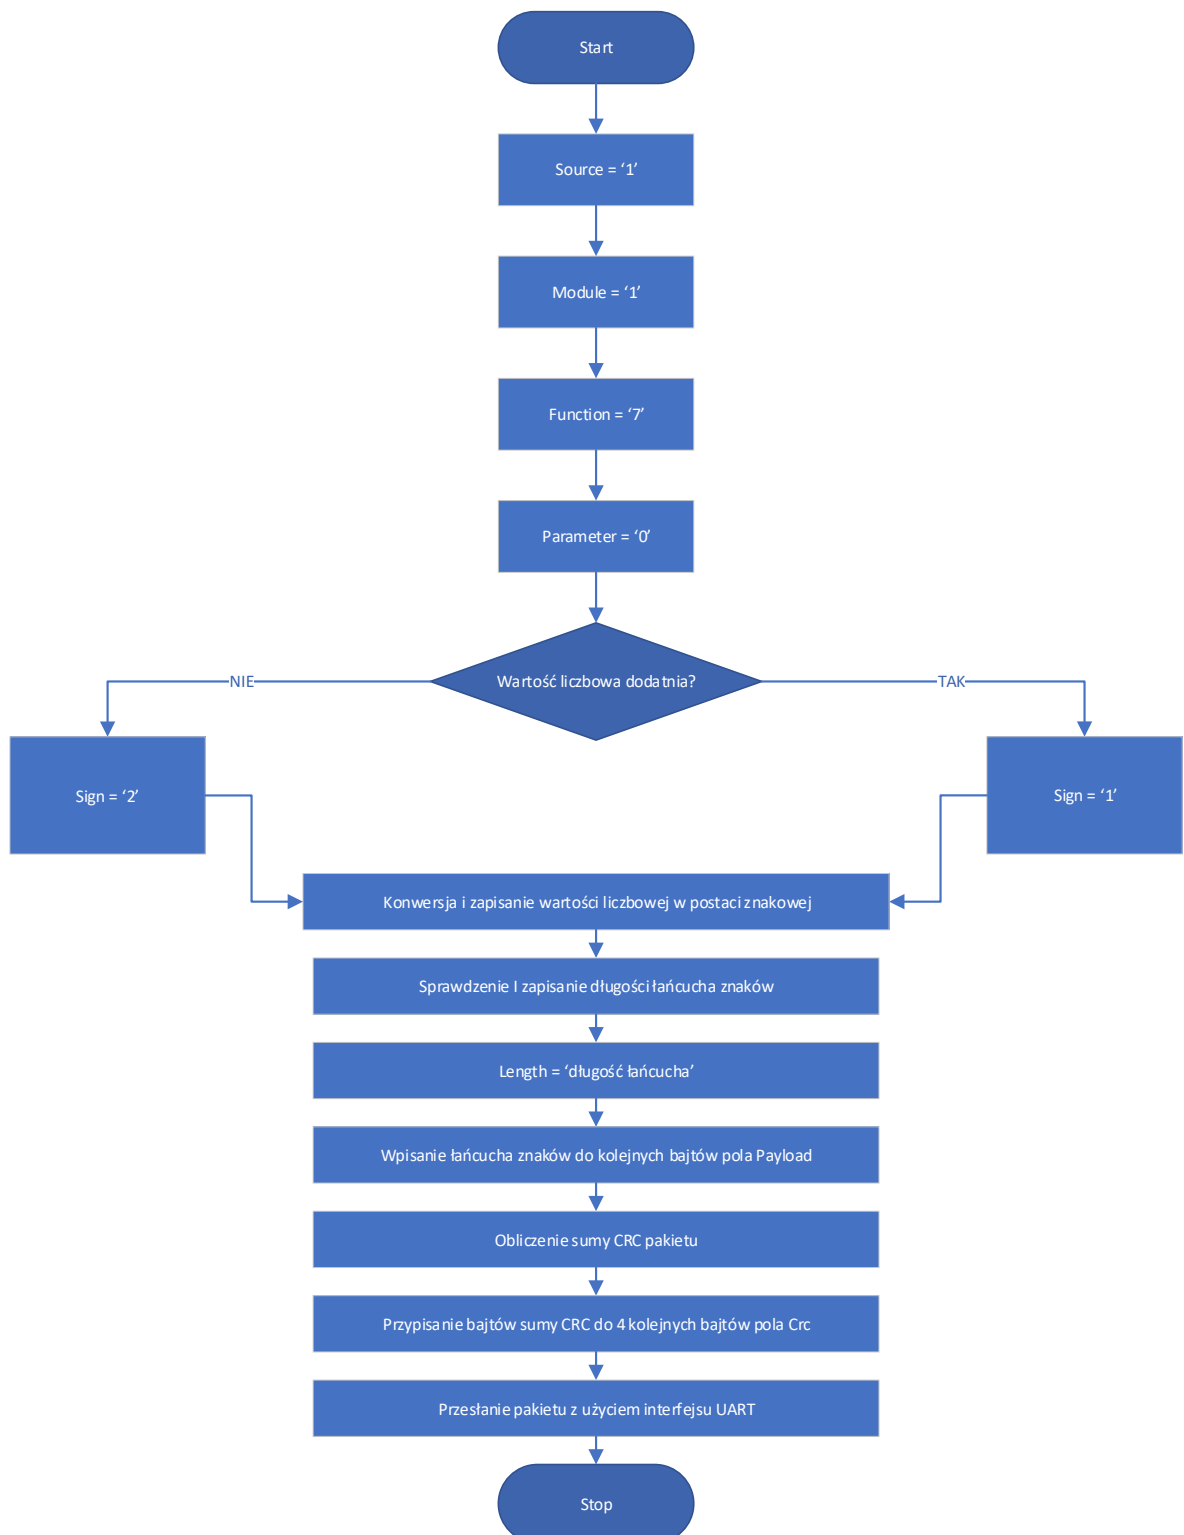 Start
Source = ‘1’
Module = ‘1’
Function = ‘7’
Parameter = ‘0’
Wartość liczbowa dodatnia?
NIE
TAK
Sign = ‘2’
Sign = ‘1’
Konwersja i zapisanie wartości liczbowej w postaci znakowej
Sprawdzenie I zapisanie długości łańcucha znaków
Length = ‘długość łańcucha’
Wpisanie łańcucha znaków do kolejnych bajtów pola Payload
Obliczenie sumy CRC pakietu
Przypisanie bajtów sumy CRC do 4 kolejnych bajtów pola Crc
Przesłanie pakietu z użyciem interfejsu UART
Stop